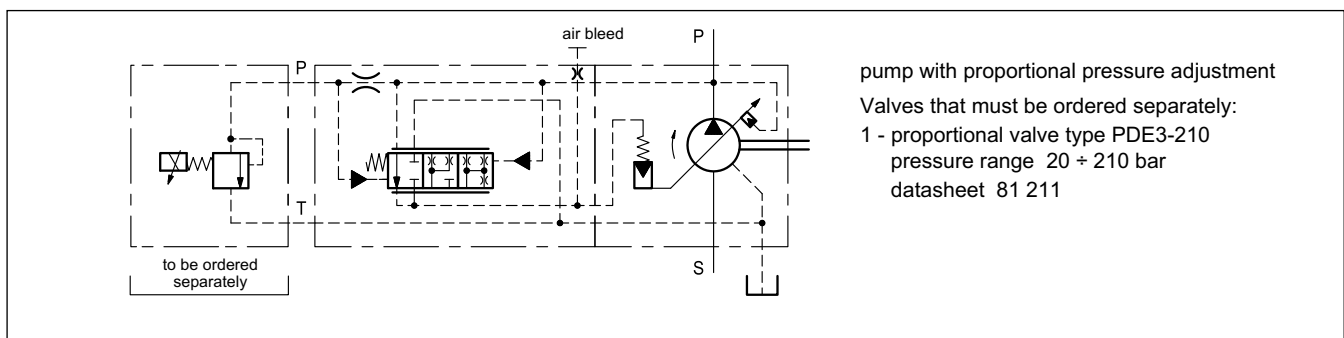 air bleed
P
P
T
S
to be ordered
separately
pump with proportional pressure adjustment
Valves that must be ordered separately:
1 - proportional valve type PDE3-210
pressure range 20 ÷ 210 bar
datasheet 81 211